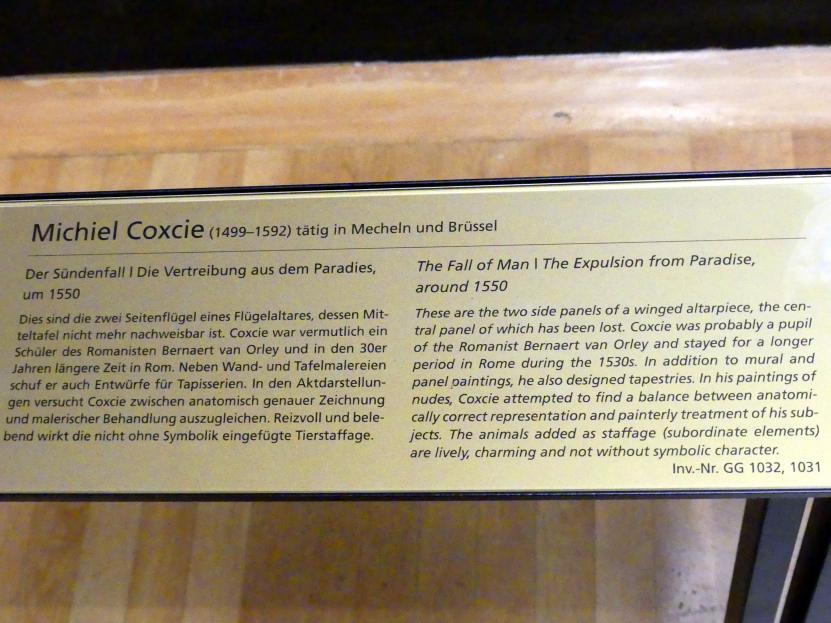 Michiel Coxcie (1499–1592) tätig in Mecheln und Brüssel
Der Sündenfall | Die Vertreibung aus dem Paradies,
um 1550
Dies sind die zwei Seitenflügel eines Flügelaltares, dessen Mit-
teltafel nicht mehr nachweisbar ist. Coxcie war vermutlich ein
Schüler des Romanisten Bernaert van Orley und in den 30er
Jahren längere Zeit in Rom. Neben Wand- und Tafelmalereien
schuf er auch Entwürfe für Tapisserien. In den Aktdarstellun-
gen versucht Coxcie zwischen anatomisch genauer Zeichnung
und malerischer Behandlung auszugleichen. Reizvoll und bele-
bend wirkt die nicht ohne Symbolik eingefügte Tierstaffage.
The Fall of Man | The Expulsion from Paradise,
around 1550
These are the two side panels of a winged altarpiece, the cen-
tral panel of which has been lost. Coxcie was probably a pupil
of the Romanist Bernaert van Orley and stayed for a longer
period in Rome during the 1530s. In addition to mural and
panel paintings, he also designed tapestries. In his paintings of
nudes, Coxcie attempted to find a balance between anatomi-
cally correct representation and painterly treatment of his sub-
jects. The animals added as staffage (subordinate elements)
are lively, charming and not without symbolic character.
Inv.-Nr. GG 1032, 1031